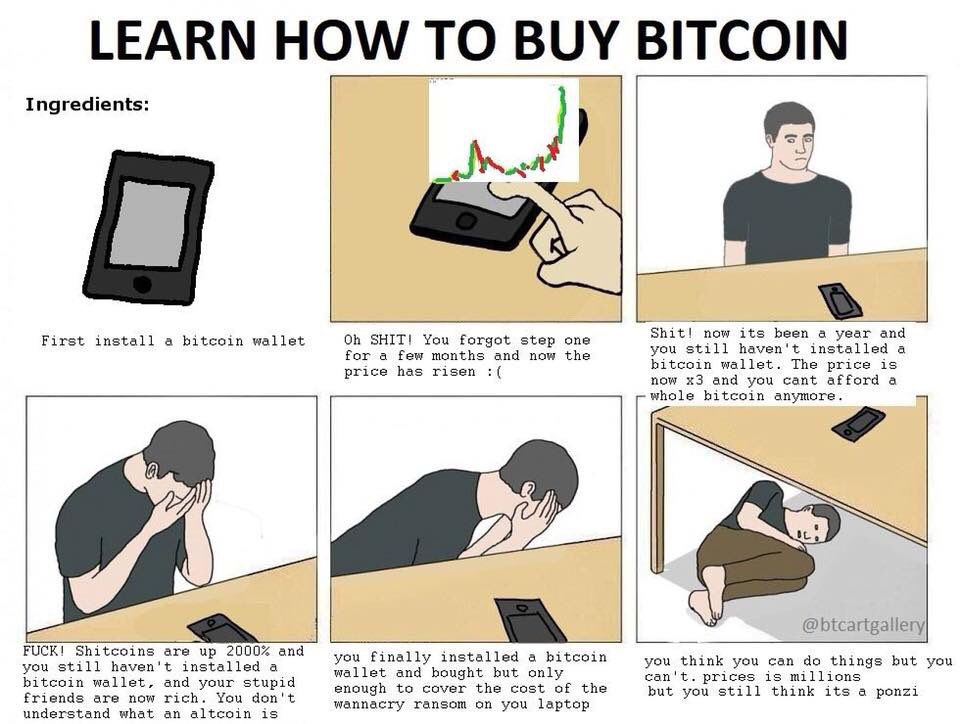 LEARN HOW TO BUY BITCOIN
Ingredients:
First install a bitcoin wallet
Oh SHIT! You forgot step one
for a few months and now the
price has risen :(
Shit! now its been a year and
you still haven't installed a
bitcoin wallet. The price is
now x3 and you cant afford a
whole bitcoin anymore.
FUCK! Shitcoins are up 2000% and
you still haven't installed a
bitcoin wallet, and your stupid
friends are now rich. You don't
understand what an altcoin is
you finally installed a bitcoin
wallet and bought but only
enough to cover the cost of the
wannacry ransom on you laptop
@btcartgallery
you think you can do things but you
can't. prices is millions
but you still think its a ponzi